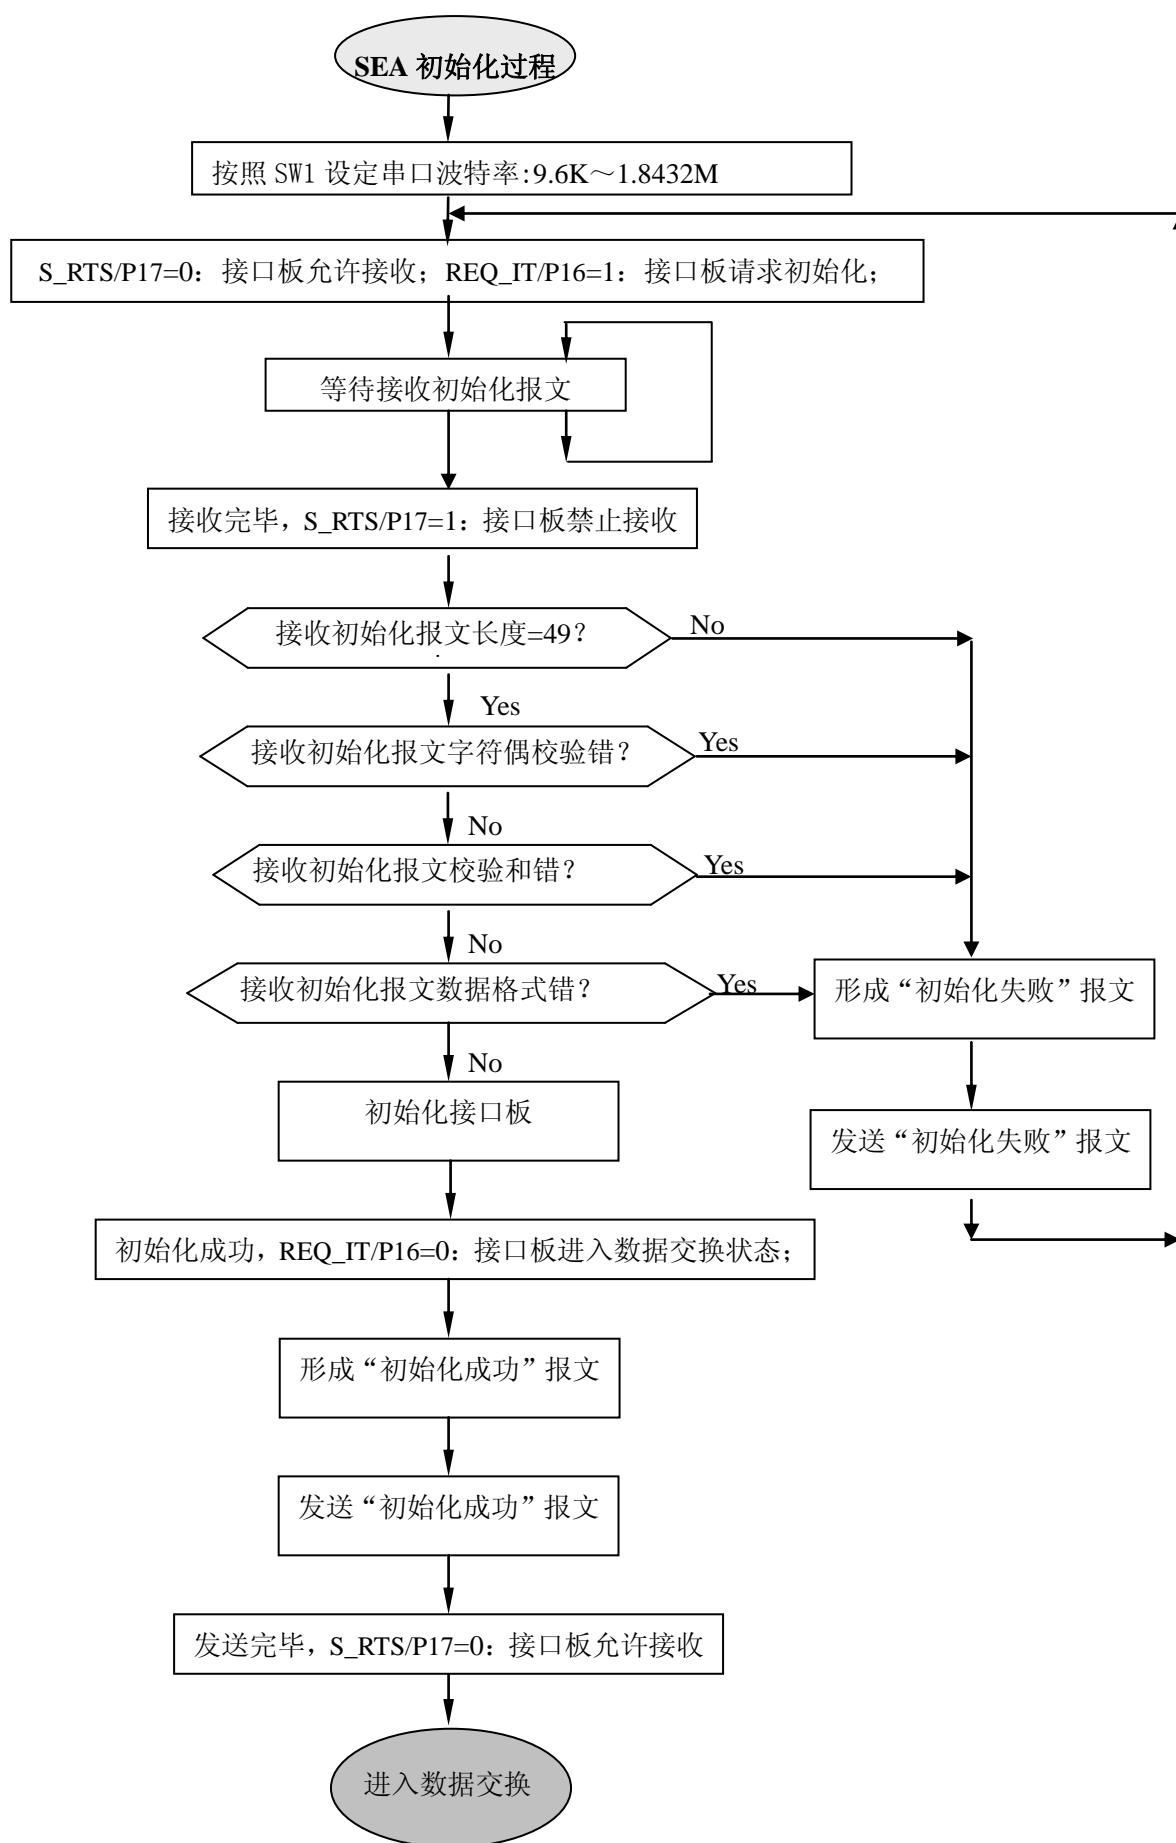 SEA 初始化过程
按照 SW1 设定串口波特率:9.6K～1.8432M
S_RTS/P17=0：接口板允许接收；REQ_IT/P16=1：接口板请求初始化；
等待接收初始化报文
接收完毕，S_RTS/P17=1：接口板禁止接收
接收初始化报文长度=49？
No
Yes
接收初始化报文字符偶校验错？
Yes
No
接收初始化报文校验和错？
Yes
No
接收初始化报文数据格式错？
Yes
形成“初始化失败”报文
No
初始化接口板
发送“初始化失败”报文
初始化成功，REQ_IT/P16=0：接口板进入数据交换状态；
形成“初始化成功”报文
发送“初始化成功”报文
发送完毕，S_RTS/P17=0：接口板允许接收
进入数据交换